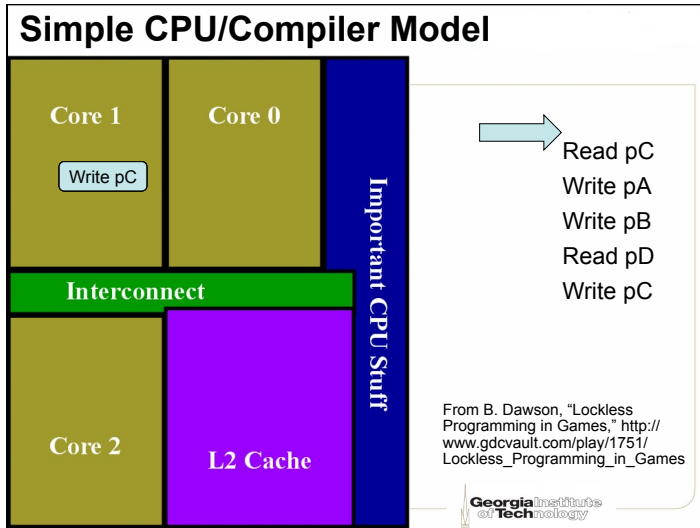 Simple CPU/Compiler Model
Core 1
Core 0
Write pC
Important CPU Stuff
Interconnect
Core 2
L2 Cache
Read pC
Write pA
Write pB
Read pD
Write pC
From B. Dawson, “Lockless
Programming in Games,” http://
www.gdcvault.com/play/1751/
Lockless_Programming_in_Games
Georgia Institute
of Technology